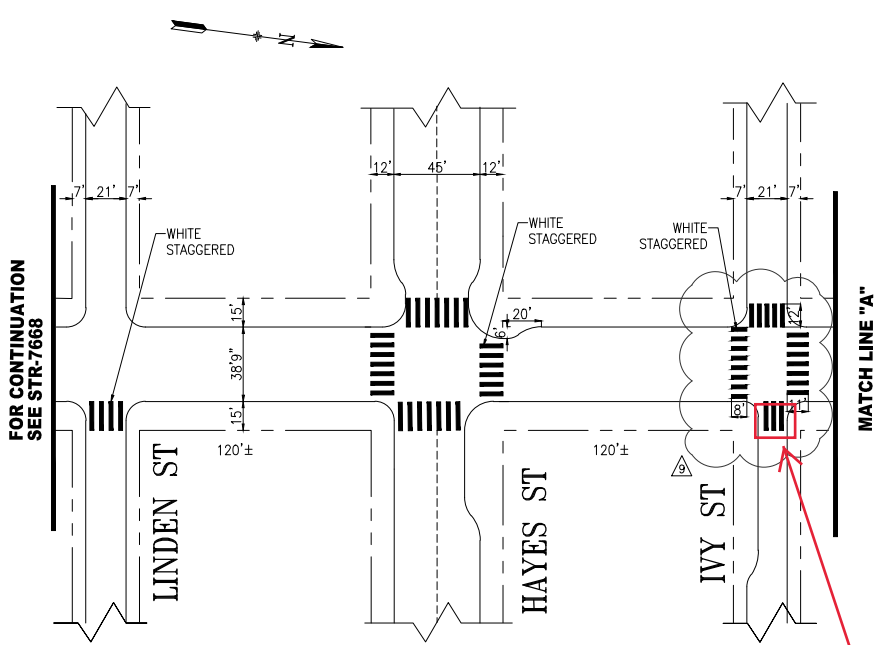 N
7'
21'
7'
12'
45'
12'
7'
21'
7'
WHITE
STAGGERED
WHITE
STAGGERED
WHITE
STAGGERED
FOR CONTINUATION
SEE STR-7668
MATCH LINE "A"
15'
38'9"
15'
20'
6'
12'
8'
11'
120'±
120'±
9
LINDEN ST
HAYES ST
IVY ST